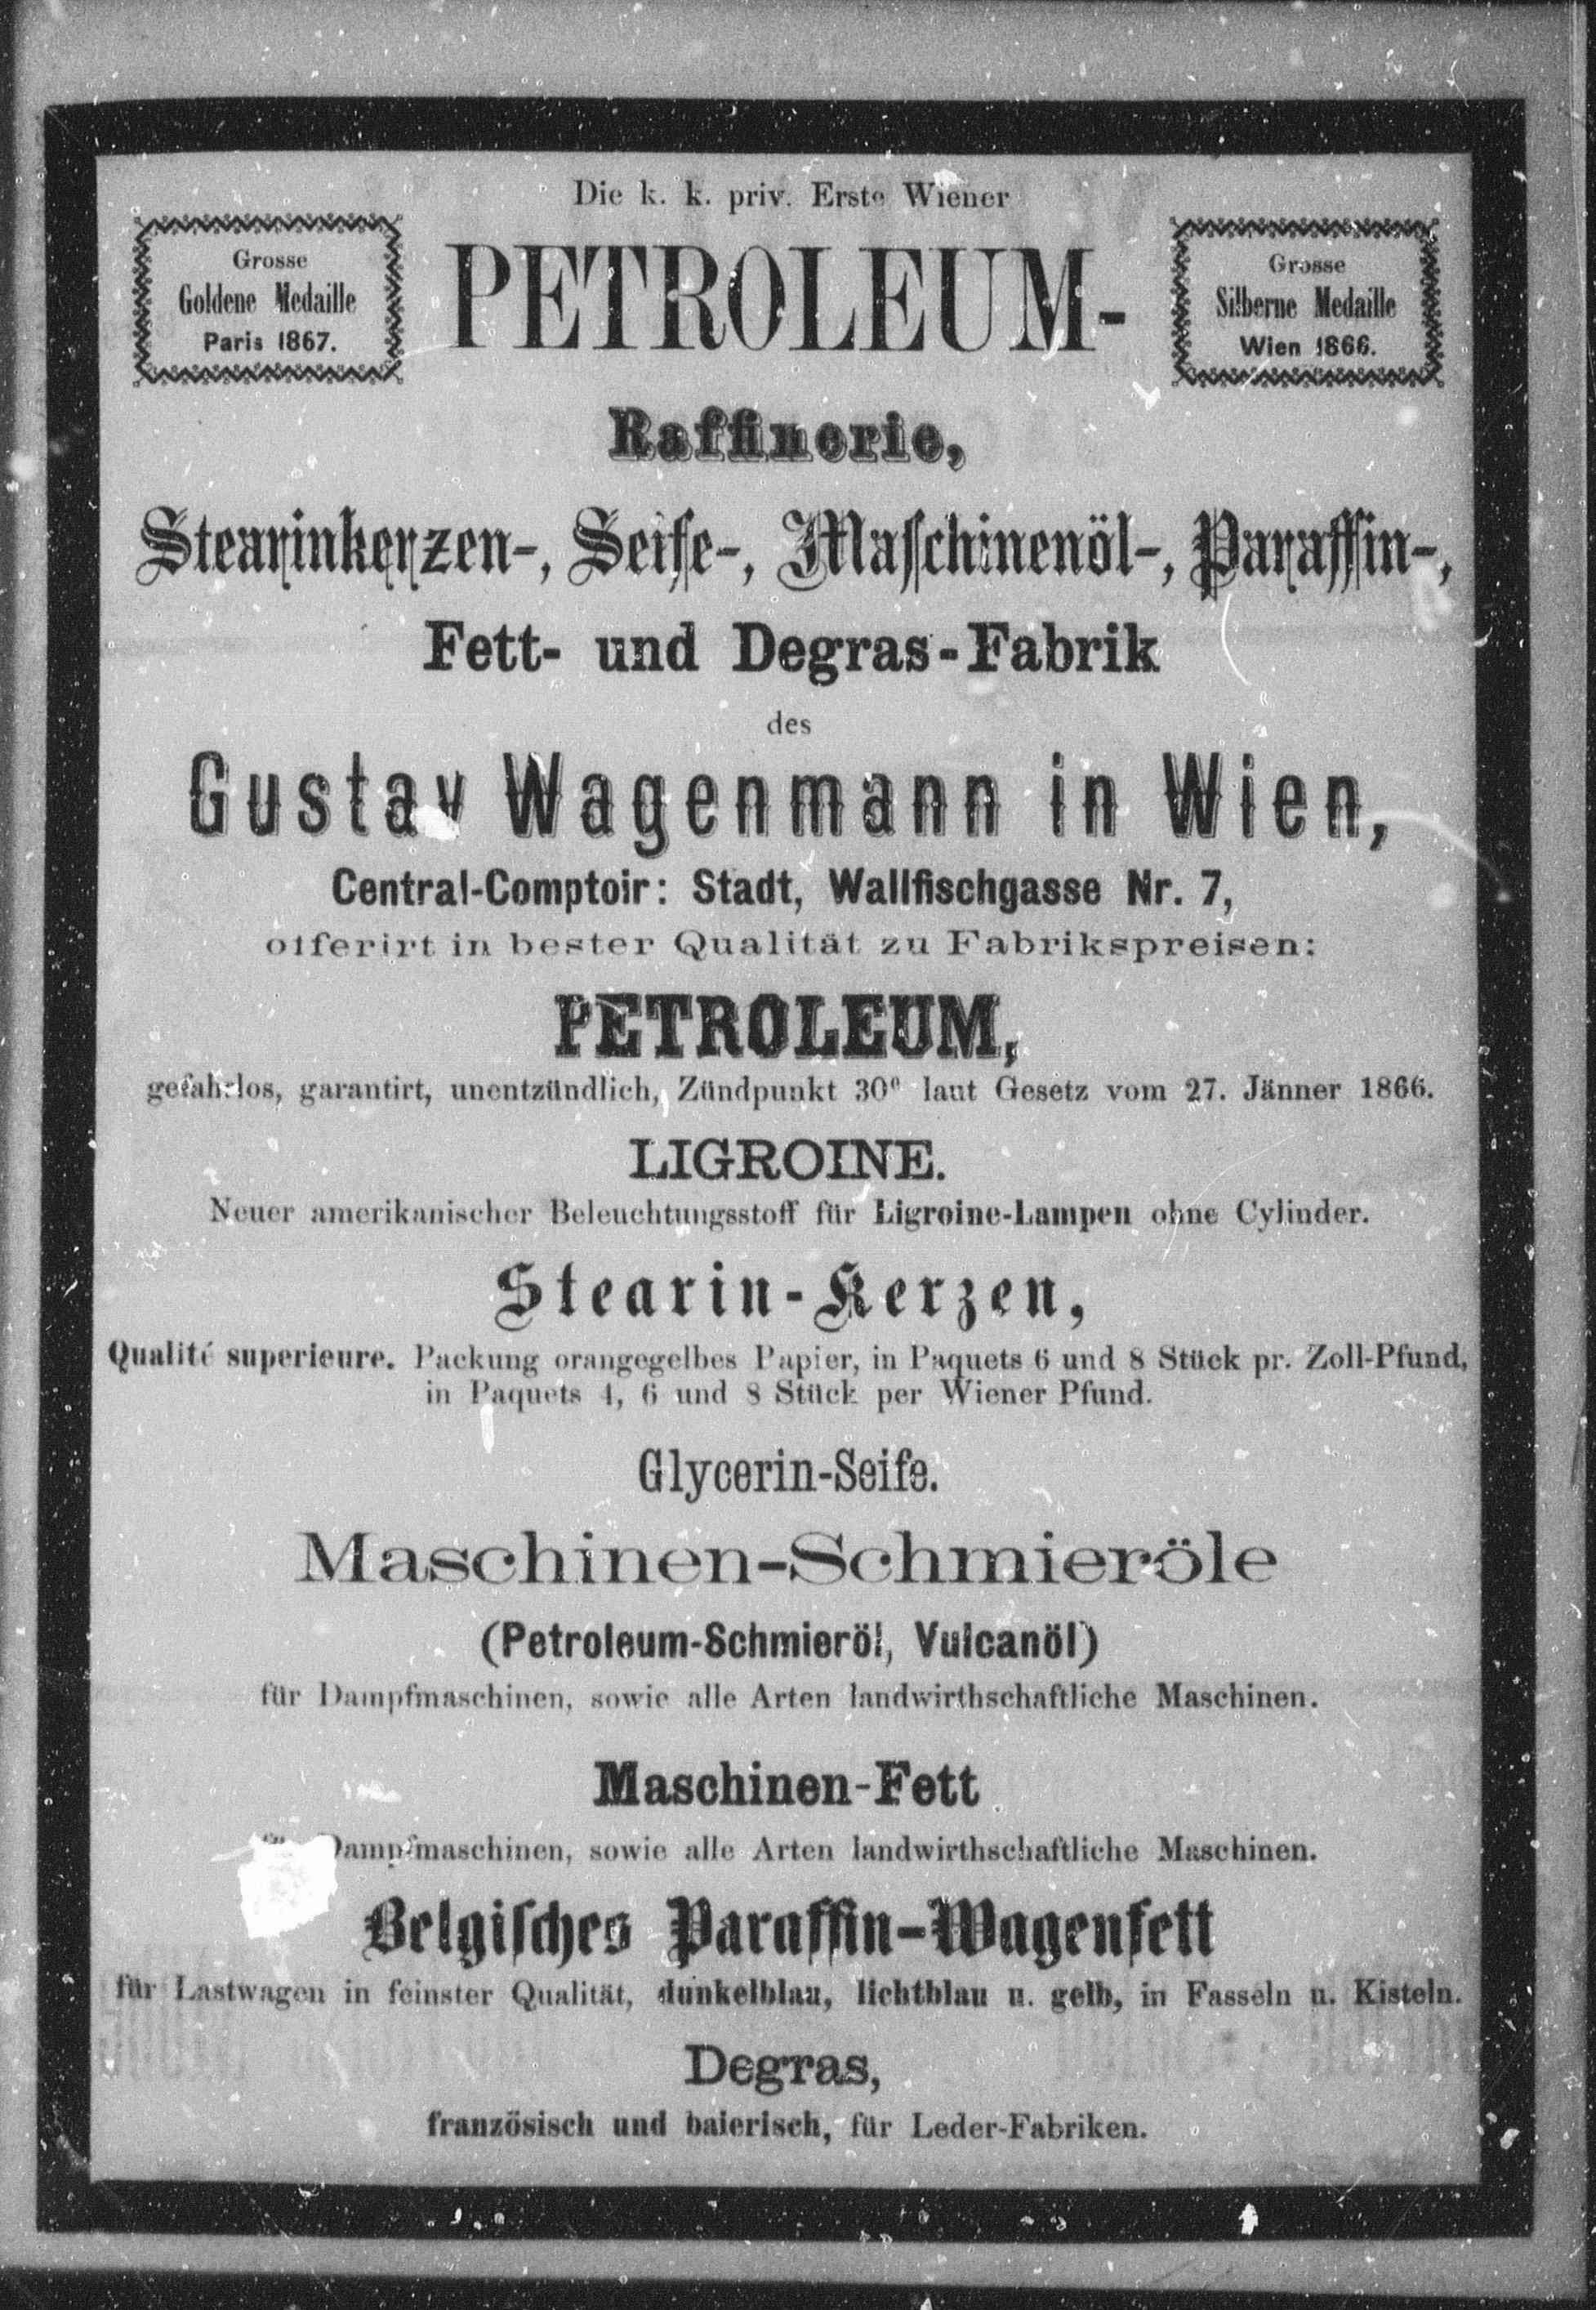 Die k. k. priv. Erste Wiener
Grosse
Goldene Medaille
Paris 1867.
PETROLEUM-
Grosse
Silberne Medaille
Wien 1866.
Raffinerie,
Stearinkerzen-, Seife-, Maschinenöl-, Paraffin-,
Fett- und Degras-Fabrik
des
Gustav Wagenmann in Wien,
Central-Comptoir: Stadt, Wallfischgasse Nr. 7,
offerirt in bester Qualität zu Fabrikspreisen:
PETROLEUM,
gefahrlos, garantirt, unentzündlich, Zündpunkt 30° laut Gesetz vom 27. Jänner 1866.
LIGROINE.
Neuer amerikanischer Beleuchtungsstoff für Ligroine-Lampen ohne Cylinder.
Stearin-Kerzen,
Qualité superieure. Packung orangegelbes Papier, in Paquets 6 und 8 Stück pr. Zoll-Pfund,
in Paquets 4, 6 und 8 Stück per Wiener Pfund.
Glycerin-Seife.
Maschinen-Schmieröle
(Petroleum-Schmieröl, Vulcanöl)
für Dampfmaschinen, sowie alle Arten landwirthschaftliche Maschinen.
Maschinen-Fett
für Dampfmaschinen, sowie alle Arten landwirthschaftliche Maschinen.
Belgisches Paraffin-Wagenfett
für Lastwagen in feinster Qualität, dunkelblau, lichtblau u. gelb, in Fasseln u. Kisteln.
Degras,
französisch und baierisch, für Leder-Fabriken.